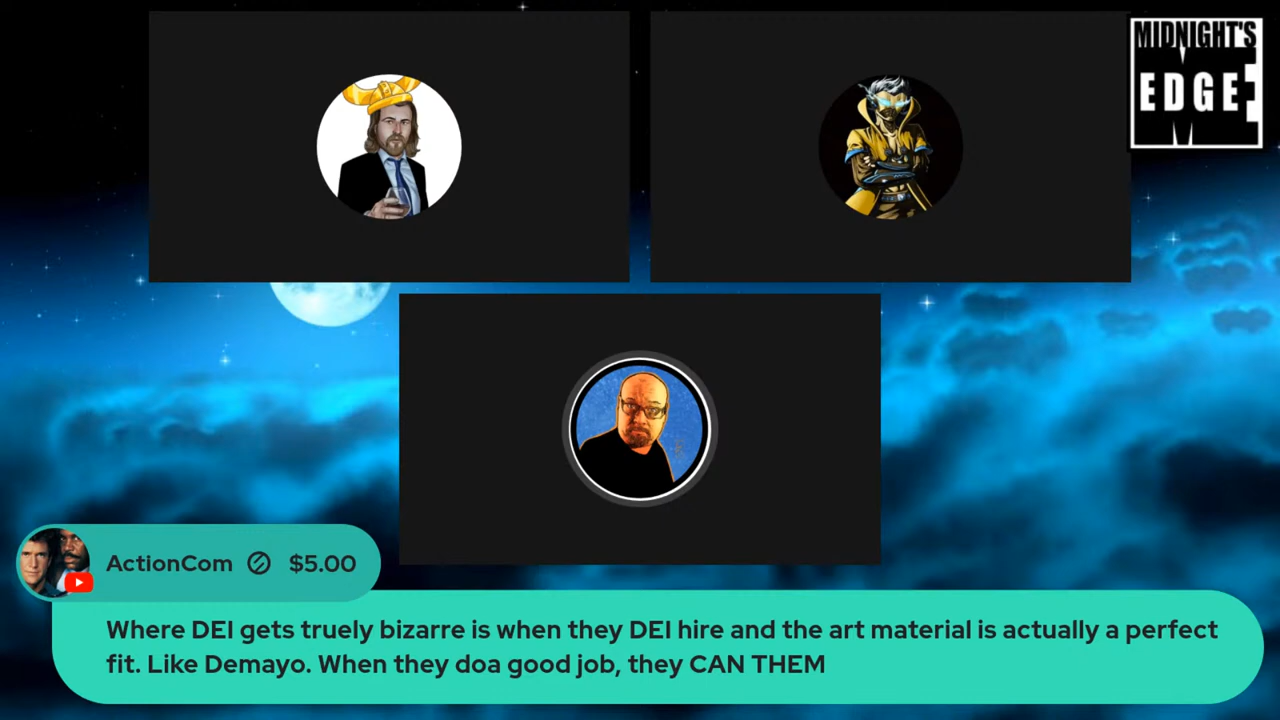 MIDNIGHT'S
EDGE
ActionCom $5.00
Where DEI gets truely bizarre is when they DEI hire and the art material is actually a perfect
fit. Like Demayo. When they doa good job, they CAN THEM